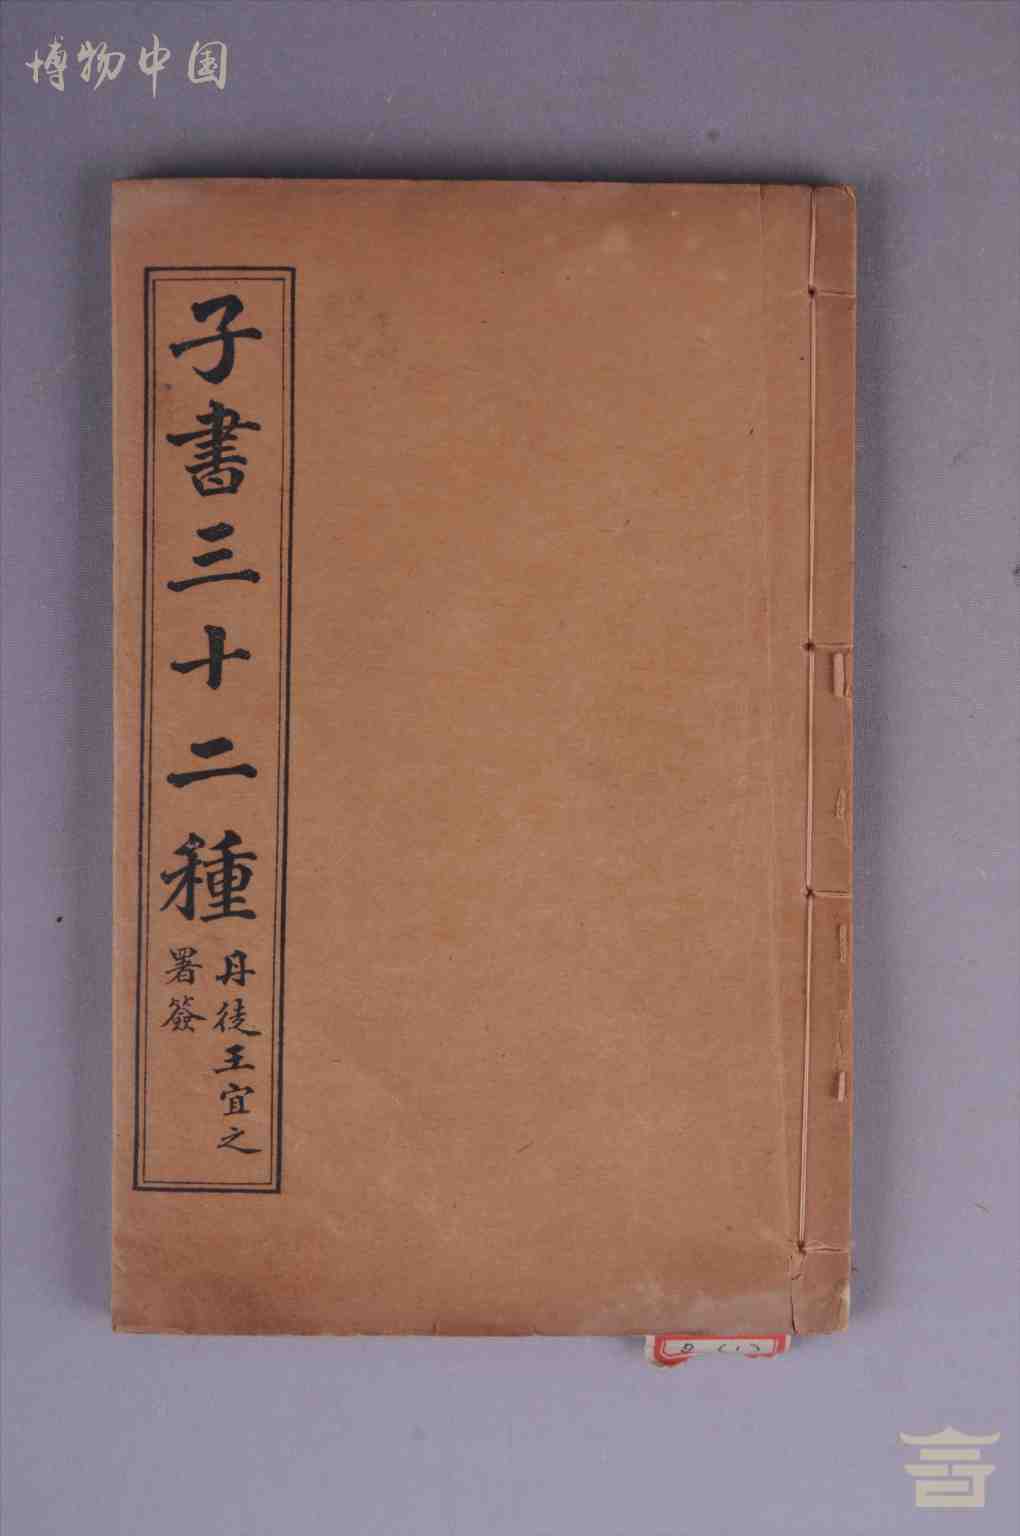 博物中国
子書三十二種
丹徒王宜之
署簽